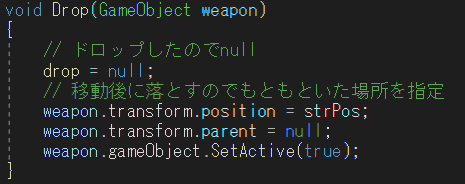 void Drop(GameObject weapon)
{
// ドロップしたのでnull
drop = null;
// 移動後に落とすのでもともといた場所を指定
weapon.transform.position = strPos;
weapon.transform.parent = null;
weapon.gameObject.SetActive(true);
}